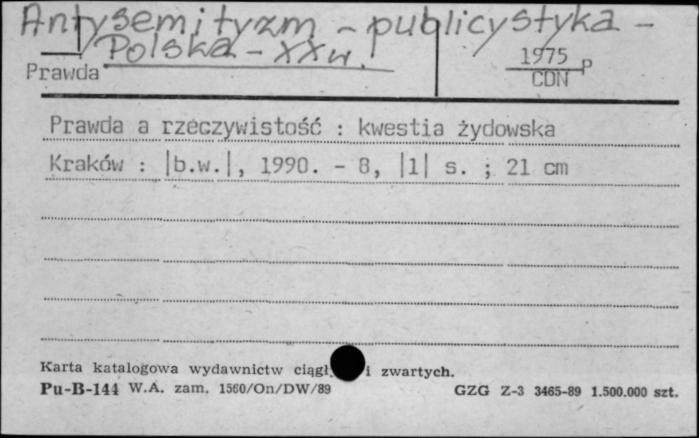 Antysemityzm - publicystyka -
Polska - XX w.
Prawda
1975 P
CDN
Prawda a rzeczywistość : kwestia żydowska
Kraków : |b.w.|, 1990. - 8, |1| s. ; 21 cm
Karta katalogowa wydawnictw ciągł i zwartych.
Pu-B-144 W.A. zam. 1560/On/DW/89
GZG Z-3 3465-89 1.500.000 szt.